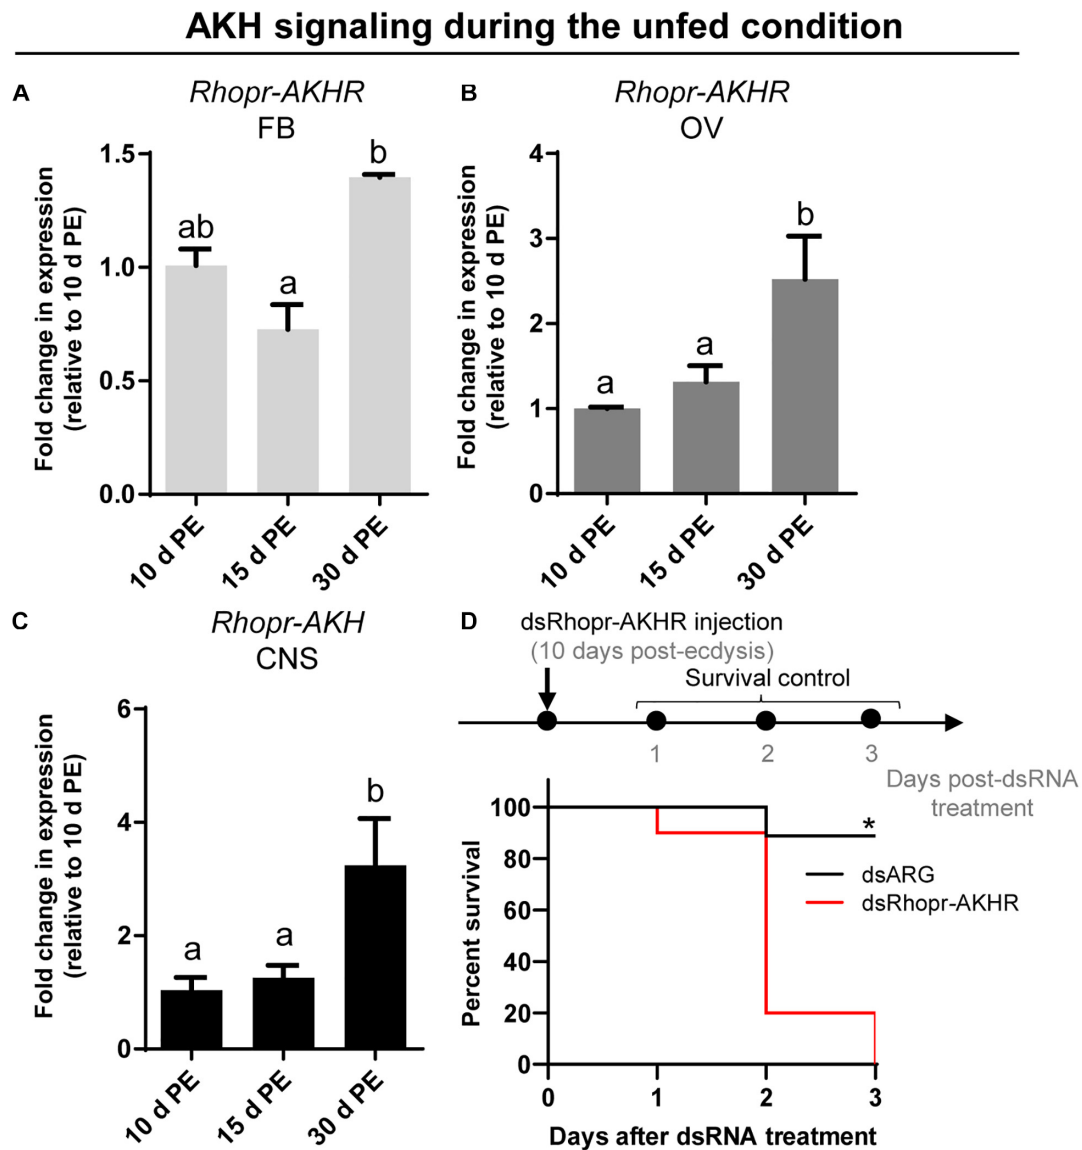 AKH signaling during the unfed condition
A
Rhopr-AKHR
FB
Fold change in expression
(relative to 10 d PE)
1.5
1.0
0.5
0.0
ab
a
b
10 d PE
15 d PE
30 d PE
B
Rhopr-AKHR
OV
Fold change in expression
(relative to 10 d PE)
4
3
2
1
0
a
a
b
10 d PE
15 d PE
30 d PE
C
Rhopr-AKH
CNS
Fold change in expression
(relative to 10 d PE)
6
4
2
0
a
a
b
10 d PE
15 d PE
30 d PE
D
dsRhopr-AKHR injection
(10 days post-ecdysis)
Survival control
1
2
3
Days post-dsRNA
treatment
Percent survival
100
80
60
40
20
0
*
dsARG
dsRhopr-AKHR
0
1
2
3
Days after dsRNA treatment